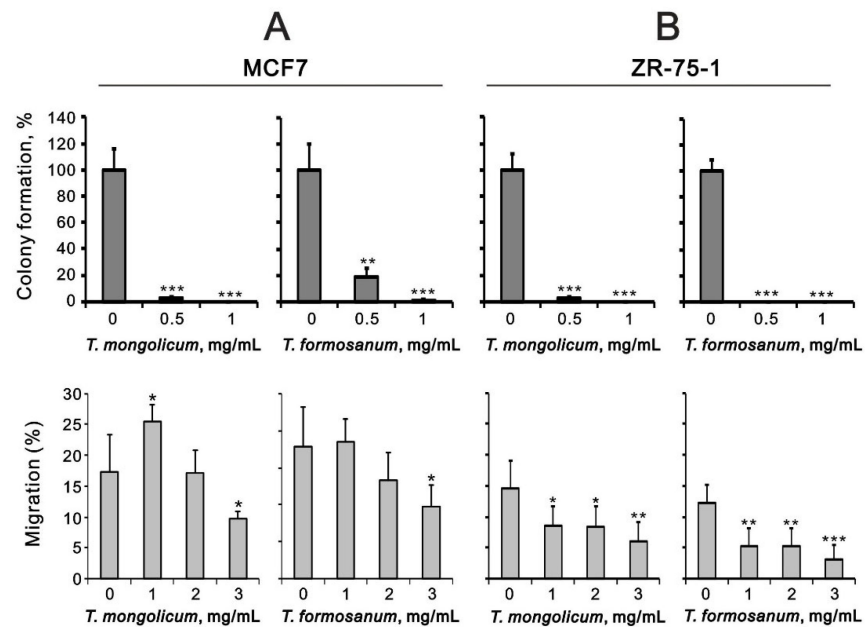 A
B
MCF7
ZR-75-1
Colony formation, %
140
120
100
80
60
40
20
0
***
***
**
***
***
***
***
***
0 0.5 1
0 0.5 1
0 0.5 1
0 0.5 1
T. mongolicum, mg/mL
T. formosanum, mg/mL
T. mongolicum, mg/mL
T. formosanum, mg/mL
Migration (%)
30
25
20
15
10
5
0
*
*
*
*
*
**
**
**
***
0 1 2 3
0 1 2 3
0 1 2 3
0 1 2 3
T. mongolicum, mg/mL
T. formosanum, mg/mL
T. mongolicum, mg/mL
T. formosanum, mg/mL